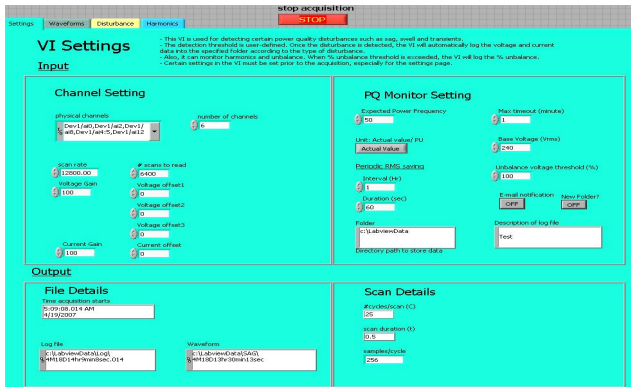 stop acquisition
STOP
Settings Waveforms Disturbance Harmonics
VI Settings
- This VI is used for detecting certain power quality disturbances such as sag, swell and transients.
- The detection threshold is user-defined. Once the disturbance is detected, the VI will automatically log the voltage and current
data into the specified folder according to the type of disturbance.
- Also, it can monitor harmonics and unbalance. When % unbalance threshold is exceeded, the VI will log the % unbalance.
- Certain settings in the VI must be set prior to the acquisition, especially for the settings page.
Input
Channel Setting
physical channels
Dev1/ai0,Dev1/ai2,Dev1/
ai8,Dev1/ai4:5,Dev1/ai12
number of channels
6
scan rate
12800.00
# scans to read
6400
Voltage Gain
100
Voltage offset1
0
Voltage offset2
0
Voltage offset3
0
Current Gain
100
Current offset
0
PQ Monitor Setting
Expected Power Frequency
50
Max timeout (minute)
1
Unit: Actual value/ PU
Actual Value
Base Voltage (Vrms)
240
Periodic RMS saving
Interval (Hr)
1
Unbalance voltage threshold (%)
100
Duration (sec)
60
E-mail notification
OFF
New Folder?
OFF
Folder
c:\LabviewData
Directory path to store data
Description of log file
Test
Output
File Details
Time acquisition starts
5:09:08.014 AM
4/19/2007
Log file
c:\LabviewData\Log\
4M18D14hr9min8sec.014
Waveform
c:\LabviewData\SAG\
4M18D13hr30min13sec
Scan Details
#cycles/scan (C)
25
scan duration (t)
0.5
samples/cycle
256